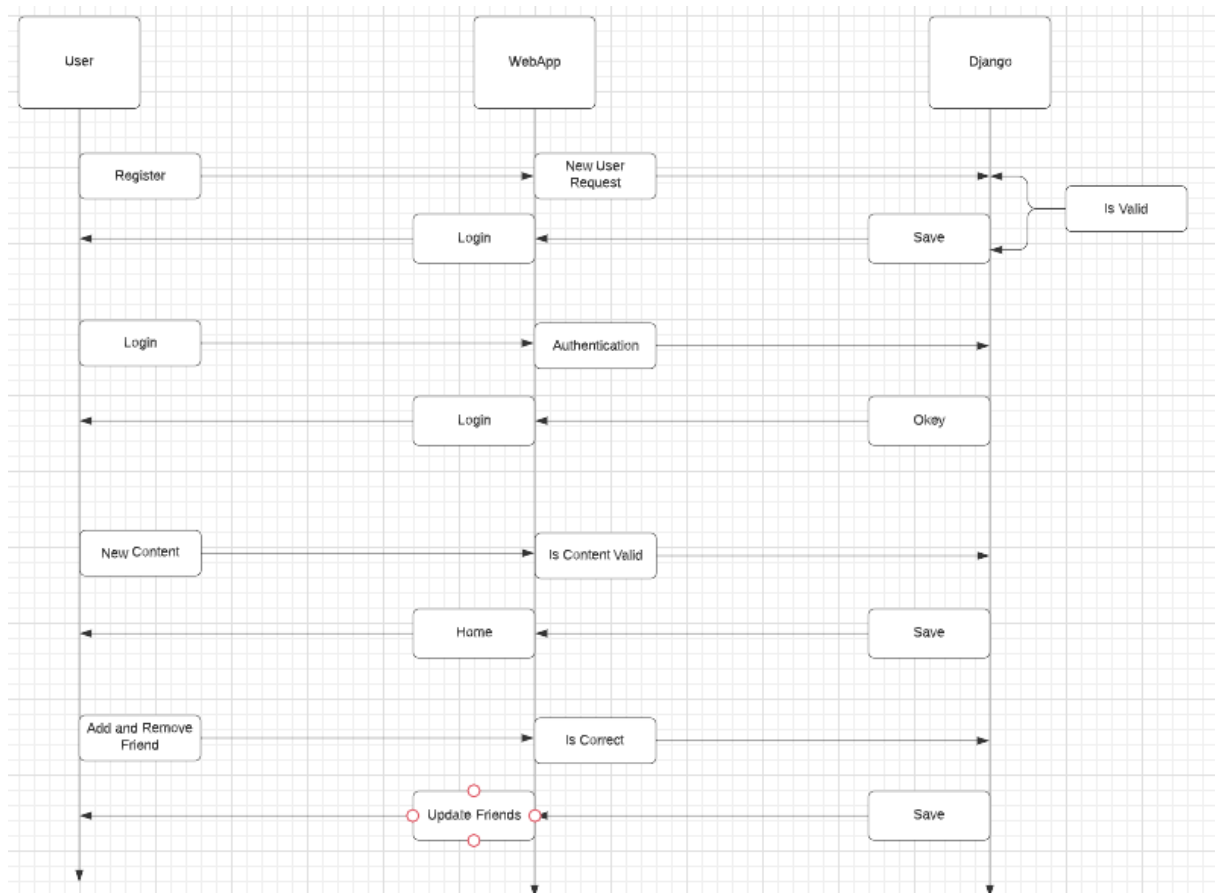 User
WebApp
Django
Register
New User
Request
Is Valid
Login
Save
Login
Authentication
Login
Okey
New Content
Is Content Valid
Home
Save
Add and Remove
Friend
Is Correct
Update Friends
Save